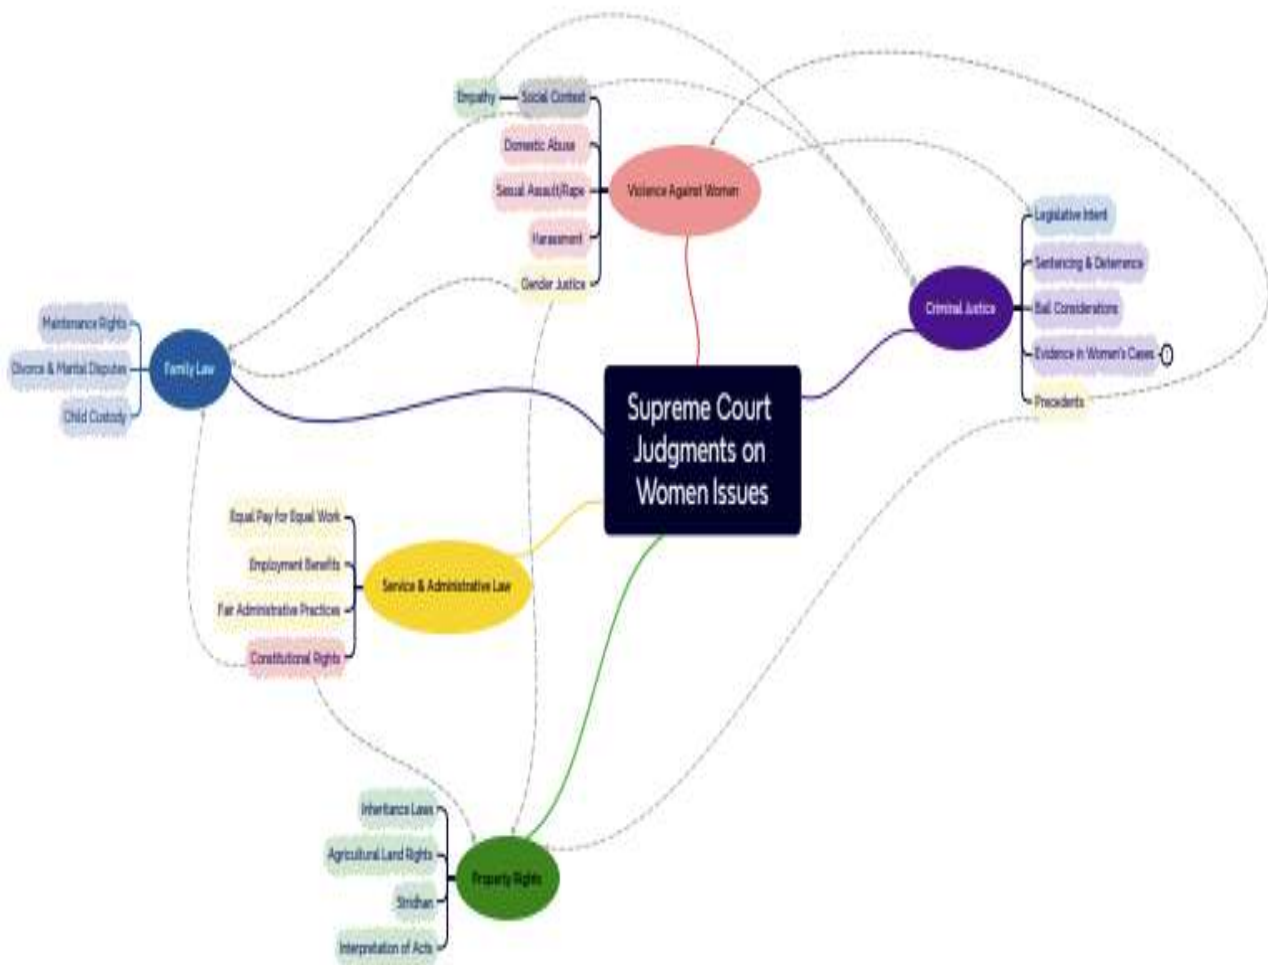 Empathy
Social Context
Domestic Abuse
Sexual Assault/Rape
Harassment
Gender Justice
Violence Against Women
Legislative Intent
Sentencing & Deterrence
Bail Considerations
Evidence in Women's Cases
Precedents
Criminal Justice
Maintenance Rights
Divorce & Marital Disputes
Child Custody
Family Law
Supreme Court
Judgments on
Women Issues
Equal Pay for Equal Work
Employment Benefits
Fair Administrative Practices
Constitutional Rights
Service & Administrative Law
Inheritance Laws
Agricultural Land Rights
Stridhan
Interpretation of Acts
Property Rights